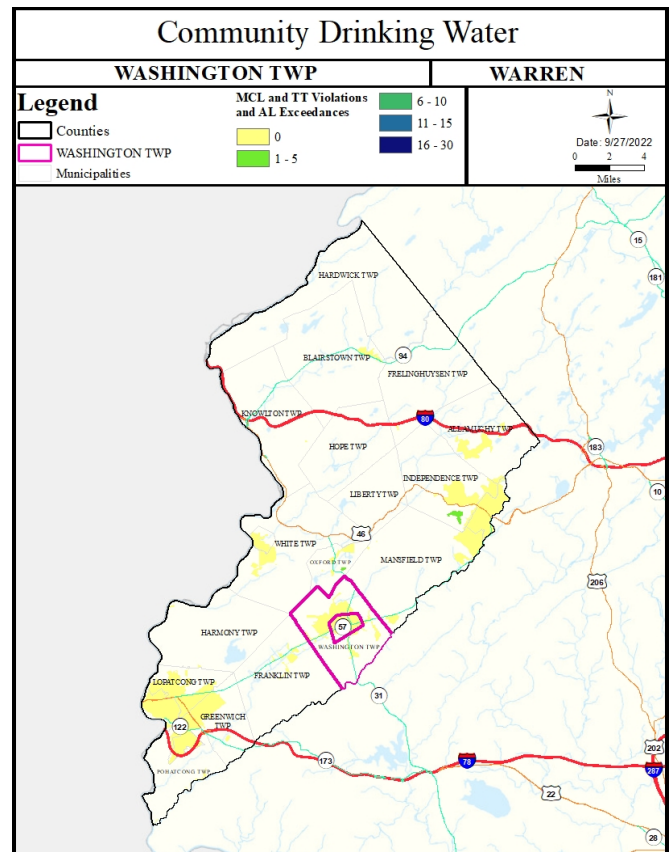 Community Drinking Water
WASHINGTON TWP
WARREN
Legend
Counties
WASHINGTON TWP
Municipalities
MCL and TT Violations
and AL Exceedances
0
1 - 5
6 - 10
11 - 15
16 - 30
N
Date: 9/27/2022
0 2 4
Miles
15
181
HARDWICK TWP
94
BLAIRSTOWN TWP
FRELINGHUYSEN TWP
KNOWLTON TWP
80
ALLAMUCHY TWP
183
HOPE TWP
INDEPENDENCE TWP
10
LIBERTY TWP
46
WHITE TWP
MANSFIELD TWP
OXFORD TWP
206
57
HARMONY TWP
WASHINGTON TWP
FRANKLIN TWP
LOPATCONG TWP
31
GREENWICH
TWP
122
202
173
78
287
POHATCONG TWP
22
28